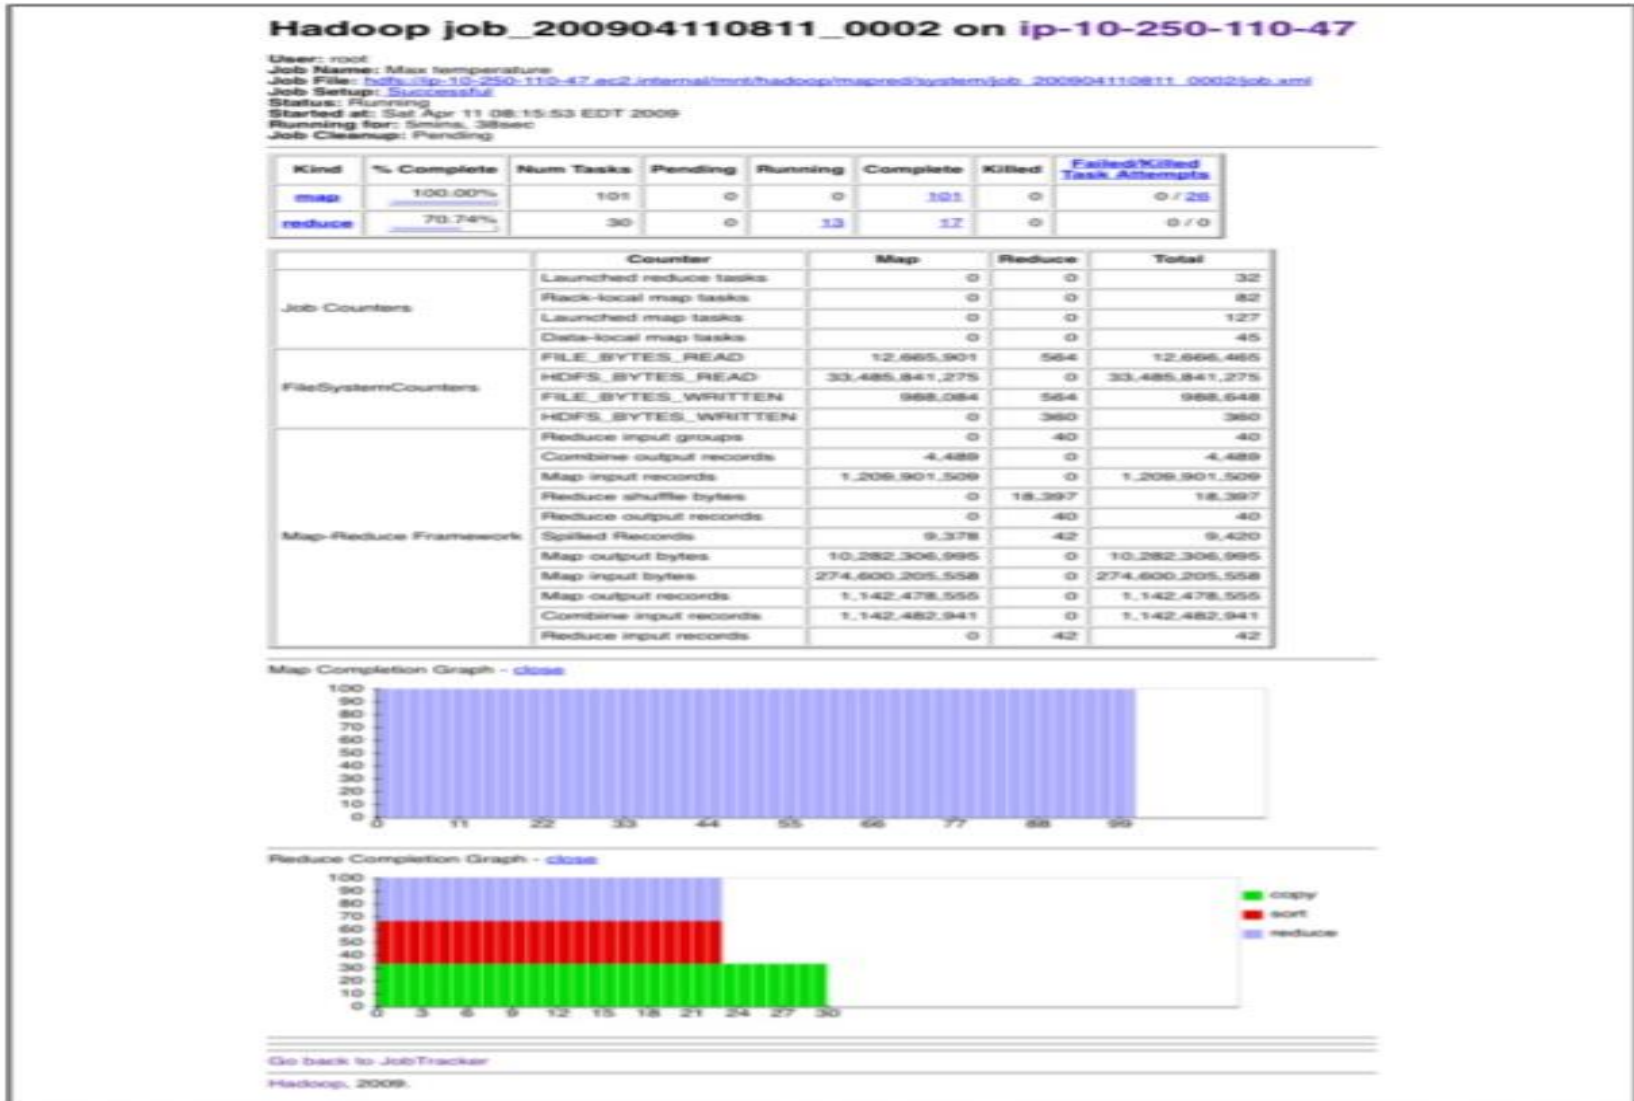 Hadoop job_200904110811_0002 on ip-10-250-110-47
User: root
Job Name: Max temperature
Job File: hdfs://ip-10-250-110-47.ec2.internal/mnt/hadoop/mapred/system/job_200904110811_0002/job.xml
Job Setup: Successful
Status: Running
Started at: Sat Apr 11 08:15:53 EDT 2009
Running for: 5mins, 38sec
Job Cleanup: Pending
Kind % Complete Num Tasks Pending Running Complete Killed Failed/Killed Task Attempts
map 100.00% 101 0 0 101 0 0 / 26
reduce 70.74% 30 0 13 17 0 0 / 0
Counter Map Reduce Total
Job Counters
Launched reduce tasks 0 0 32
Rack-local map tasks 0 0 82
Launched map tasks 0 0 127
Data-local map tasks 0 0 45
FileSystemCounters
FILE_BYTES_READ 12,665,901 564 12,666,465
HDFS_BYTES_READ 33,485,841,275 0 33,485,841,275
FILE_BYTES_WRITTEN 988,084 564 988,648
HDFS_BYTES_WRITTEN 0 360 360
Map-Reduce Framework
Reduce input groups 0 40 40
Combine output records 4,489 0 4,489
Map input records 1,209,901,509 0 1,209,901,509
Reduce shuffle bytes 0 18,397 18,397
Reduce output records 0 40 40
Spilled Records 9,378 42 9,420
Map output bytes 10,282,306,995 0 10,282,306,995
Map input bytes 274,600,205,558 0 274,600,205,558
Map output records 1,142,478,555 0 1,142,478,555
Combine input records 1,142,482,941 0 1,142,482,941
Reduce input records 0 42 42
Map Completion Graph - close
100
90
80
70
60
50
40
30
20
10
0
0 11 22 33 44 55 66 77 88 99
Reduce Completion Graph - close
100
90
80
70
60
50
40
30
20
10
0
0 3 6 9 12 15 18 21 24 27 30
copy
sort
reduce
Go back to JobTracker
Hadoop, 2009.